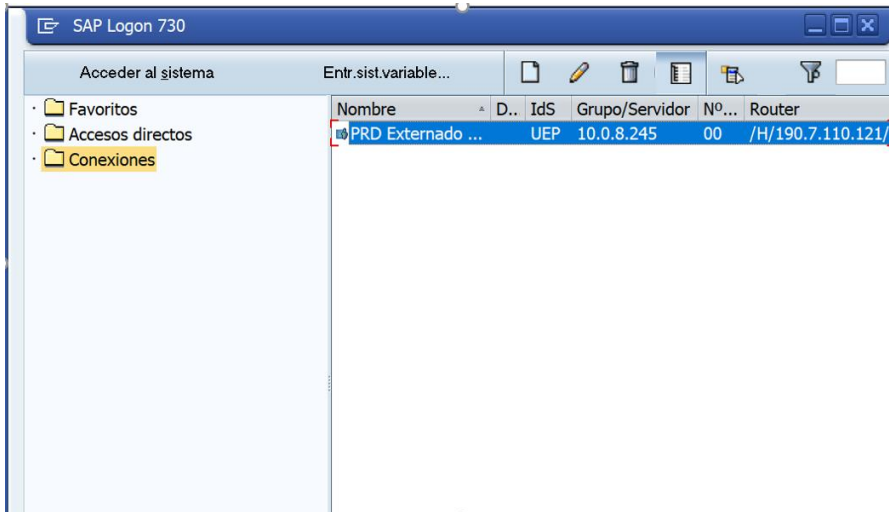 SAP Logon 730
Acceder al sistema Entr.sist.variable...
Favoritos
Accesos directos
Conexiones
Nombre D.. IdS Grupo/Servidor Nº... Router
PRD Externado ... UEP 10.0.8.245 00 /H/190.7.110.121/